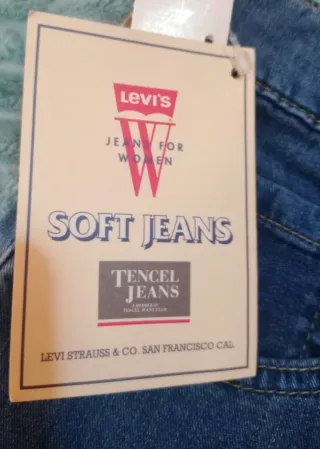 Levi's
JEANS FOR
WOMEN
W
SOFT JEANS
TENCEL
JEANS
LEVI STRAUSS & CO. SAN FRANCISCO CAL.